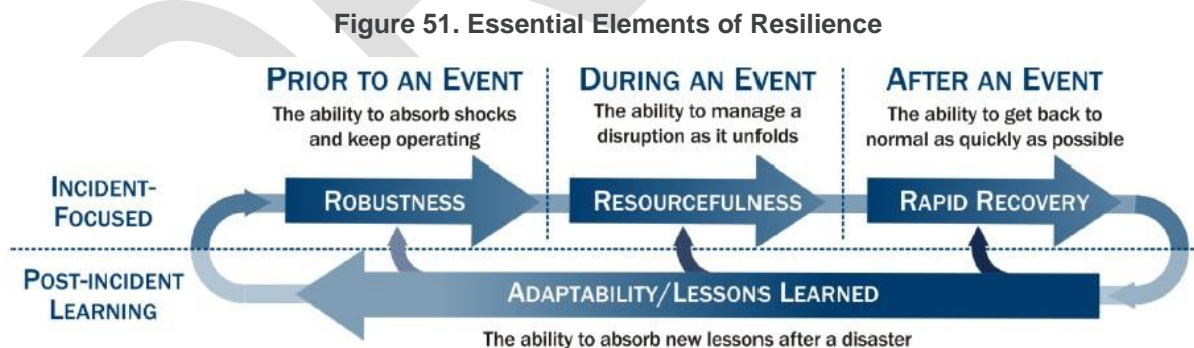 Figure 51. Essential Elements of Resilience
PRIOR TO AN EVENT
The ability to absorb shocks
and keep operating
DURING AN EVENT
The ability to manage a
disruption as it unfolds
AFTER AN EVENT
The ability to get back to
normal as quickly as possible
INCIDENT-
FOCUSED
ROBUSTNESS
RESOURCEFULNESS
RAPID RECOVERY
POST-INCIDENT
LEARNING
ADAPTABILITY/LESSONS LEARNED
The ability to absorb new lessons after a disaster